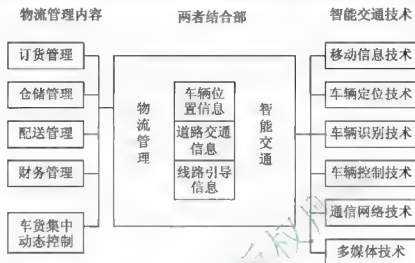 物流管理内容
两者结合部
智能交通技术
订货管理
仓储管理
配送管理
财务管理
车货集中
动态控制
物流管理
车辆位
置信息
道路交通
信息
线路引导
信息
智能交通
移动信息技术
车辆定位技术
车辆识别技术
车辆控制技术
通信网络技术
多媒体技术